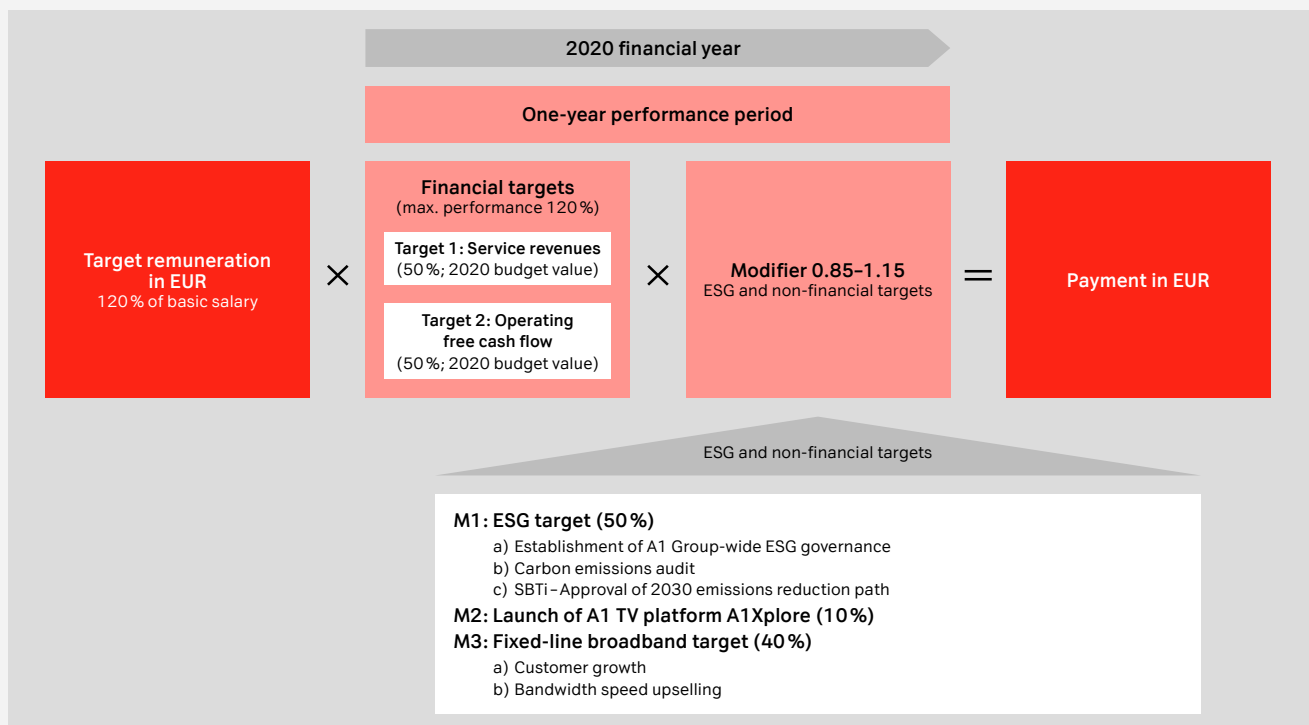 2020 financial year
One-year performance period
Target remuneration
in EUR
120 % of basic salary
×
Financial targets
(max. performance 120 %)
Target 1: Service revenues
(50 %; 2020 budget value)
Target 2: Operating
free cash flow
(50 %; 2020 budget value)
×
Modifier 0.85–1.15
ESG and non-financial targets
=
Payment in EUR
ESG and non-financial targets
M1: ESG target (50 %)
a) Establishment of A1 Group-wide ESG governance
b) Carbon emissions audit
c) SBTi – Approval of 2030 emissions reduction path
M2: Launch of A1 TV platform A1Xplore (10 %)
M3: Fixed-line broadband target (40 %)
a) Customer growth
b) Bandwidth speed upselling